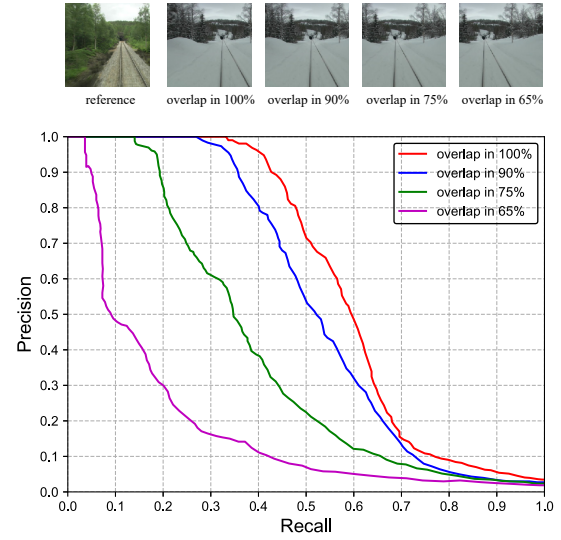 reference
overlap in 100%
overlap in 90%
overlap in 75%
overlap in 65%
1.0
0.9
0.8
0.7
0.6
0.5
0.4
0.3
0.2
0.1
0.0
Precision
overlap in 100%
overlap in 90%
overlap in 75%
overlap in 65%
0.0 0.1 0.2 0.3 0.4 0.5 0.6 0.7 0.8 0.9 1.0
Recall